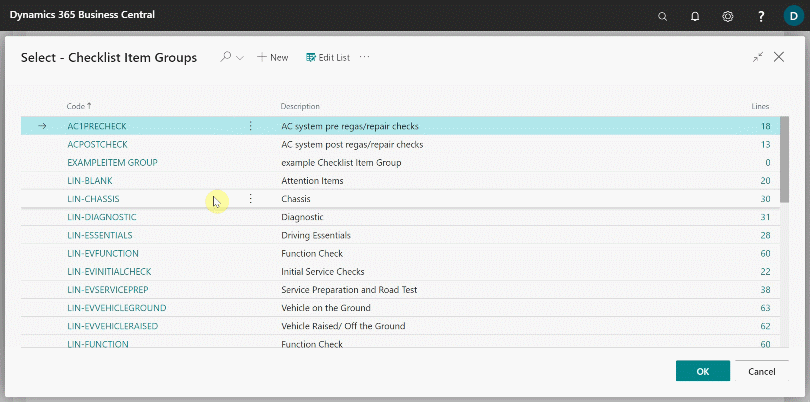 Dynamics 365 Business Central
?
D
Select - Checklist Item Groups
New
Edit List
...
Code ↑ Description Lines
AC1PRECHECK AC system pre regas/repair checks 18
ACPOSTCHECK AC system post regas/repair checks 13
EXAMPLEITEM GROUP example Checklist Item Group 0
LIN-BLANK Attention Items 20
LIN-CHASSIS Chassis 30
LIN-DIAGNOSTIC Diagnostic 31
LIN-ESSENTIALS Driving Essentials 28
LIN-EVFUNCTION Function Check 60
LIN-EVINITIALCHECK Initial Service Checks 22
LIN-EVSERVICEPREP Service Preparation and Road Test 38
LIN-EVVEHICLEGROUND Vehicle on the Ground 63
LIN-EVVEHICLERAISED Vehicle Raised/ Off the Ground 62
LIN-FUNCTION Function Check 60
OK
Cancel